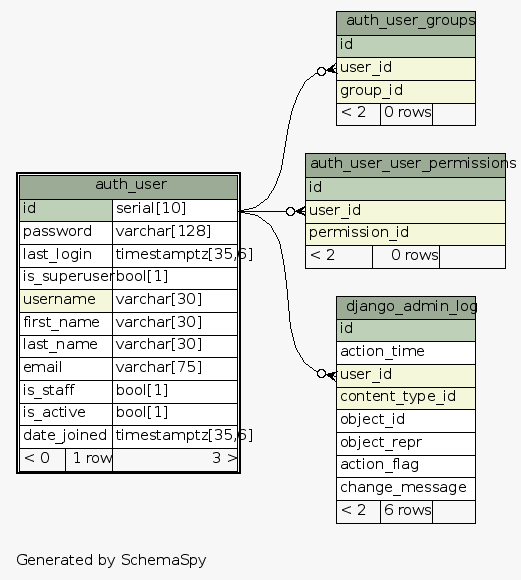 auth_user_groups
id
user_id
group_id
< 2 0 rows
auth_user_user_permissions
id
user_id
permission_id
< 2 0 rows
auth_user
id serial[10]
password varchar[128]
last_login timestamptz[35,6]
is_superuser bool[1]
username varchar[30]
first_name varchar[30]
last_name varchar[30]
email varchar[75]
is_staff bool[1]
is_active bool[1]
date_joined timestamptz[35,6]
< 0 1 row 3 >
django_admin_log
id
action_time
user_id
content_type_id
object_id
object_repr
action_flag
change_message
< 2 6 rows
Generated by SchemaSpy